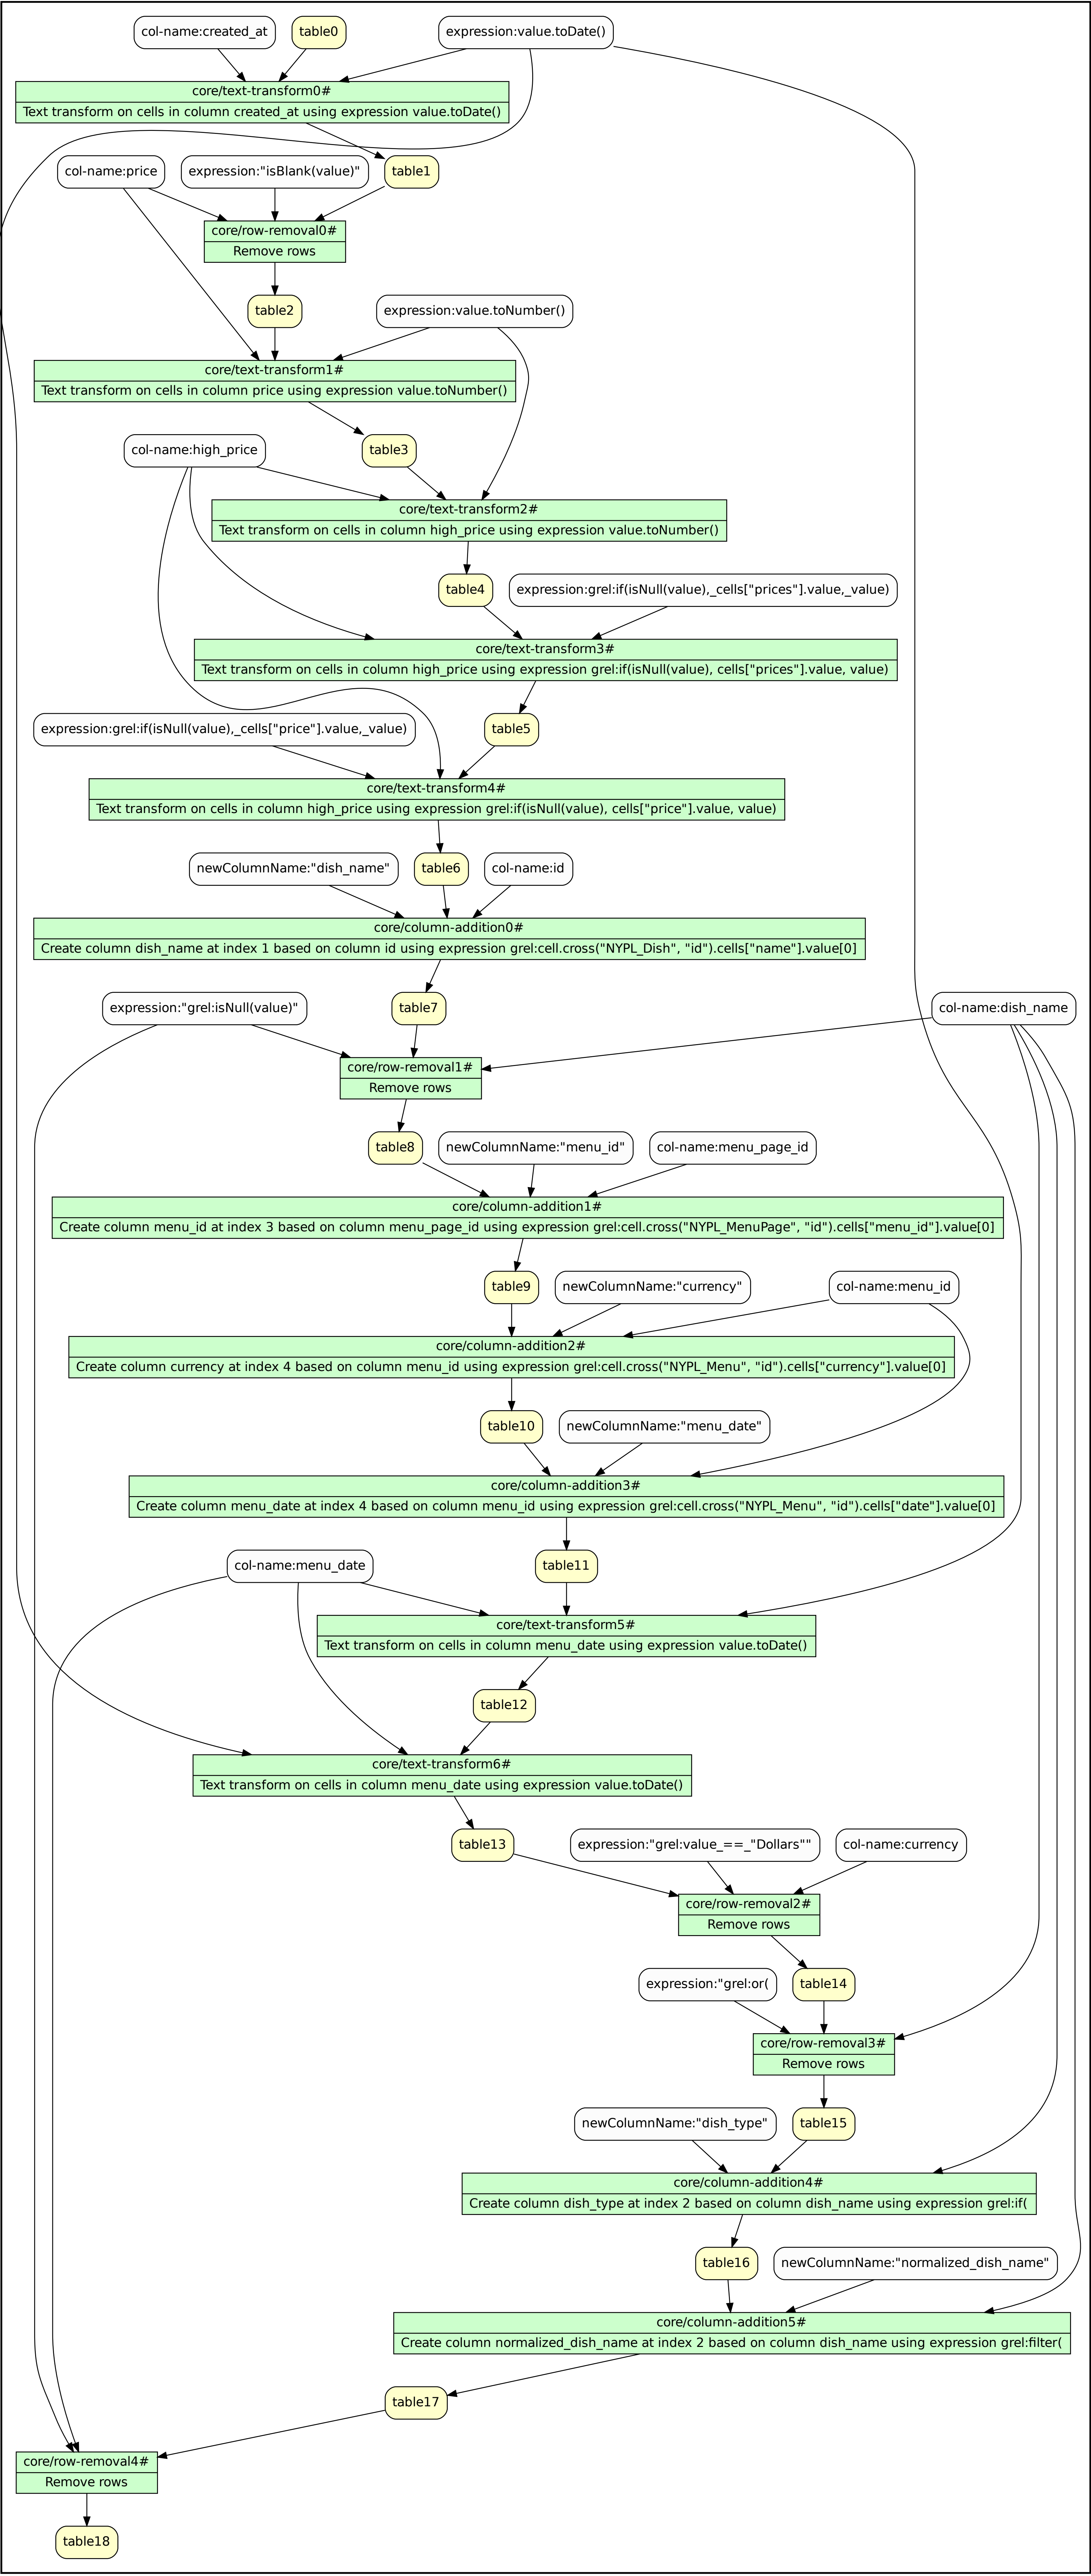 col-name:created_at
table0
expression:value.toDate()
core/text-transform0#
Text transform on cells in column created_at using expression value.toDate()
col-name:price
expression:"isBlank(value)"
table1
core/row-removal0#
Remove rows
table2
expression:value.toNumber()
core/text-transform1#
Text transform on cells in column price using expression value.toNumber()
col-name:high_price
table3
core/text-transform2#
Text transform on cells in column high_price using expression value.toNumber()
table4
expression:grel:if(isNull(value),_cells["prices"].value,_value)
core/text-transform3#
Text transform on cells in column high_price using expression grel:if(isNull(value), cells["prices"].value, value)
expression:grel:if(isNull(value),_cells["price"].value,_value)
table5
core/text-transform4#
Text transform on cells in column high_price using expression grel:if(isNull(value), cells["price"].value, value)
newColumnName:"dish_name"
table6
col-name:id
core/column-addition0#
Create column dish_name at index 1 based on column id using expression grel:cell.cross("NYPL_Dish", "id").cells["name"].value[0]
expression:"grel:isNull(value)"
table7
col-name:dish_name
core/row-removal1#
Remove rows
table8
newColumnName:"menu_id"
col-name:menu_page_id
core/column-addition1#
Create column menu_id at index 3 based on column menu_page_id using expression grel:cell.cross("NYPL_MenuPage", "id").cells["menu_id"].value[0]
table9
newColumnName:"currency"
col-name:menu_id
core/column-addition2#
Create column currency at index 4 based on column menu_id using expression grel:cell.cross("NYPL_Menu", "id").cells["currency"].value[0]
table10
newColumnName:"menu_date"
core/column-addition3#
Create column menu_date at index 4 based on column menu_id using expression grel:cell.cross("NYPL_Menu", "id").cells["date"].value[0]
col-name:menu_date
table11
core/text-transform5#
Text transform on cells in column menu_date using expression value.toDate()
table12
core/text-transform6#
Text transform on cells in column menu_date using expression value.toDate()
table13
expression:"grel:value_==_"Dollars""
col-name:currency
core/row-removal2#
Remove rows
expression:"grel:or(
table14
core/row-removal3#
Remove rows
newColumnName:"dish_type"
table15
core/column-addition4#
Create column dish_type at index 2 based on column dish_name using expression grel:if(
table16
newColumnName:"normalized_dish_name"
core/column-addition5#
Create column normalized_dish_name at index 2 based on column dish_name using expression grel:filter(
table17
core/row-removal4#
Remove rows
table18